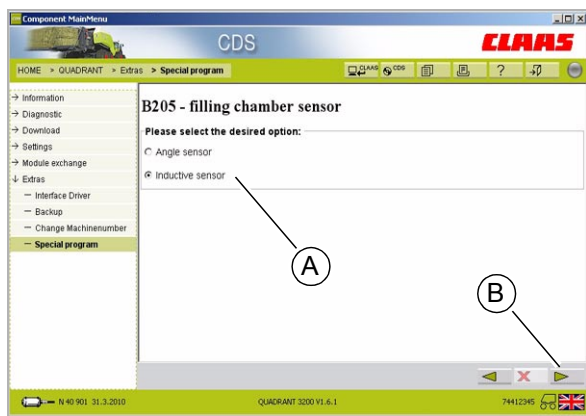 Component MainMenu
CDS
CLAAS
HOME > QUADRANT > Extras > Special program
CLAAS CDS ?
→ Information
→ Diagnostic
→ Download
→ Settings
→ Module exchange
↓ Extras
– Interface Driver
– Backup
– Change Machinenumber
– Special program
B205 - filling chamber sensor
Please select the desired option:
Angle sensor
Inductive sensor
A
B
N 40 901 31.3.2010
QUADRANT 3200 V1.6.1
74412345